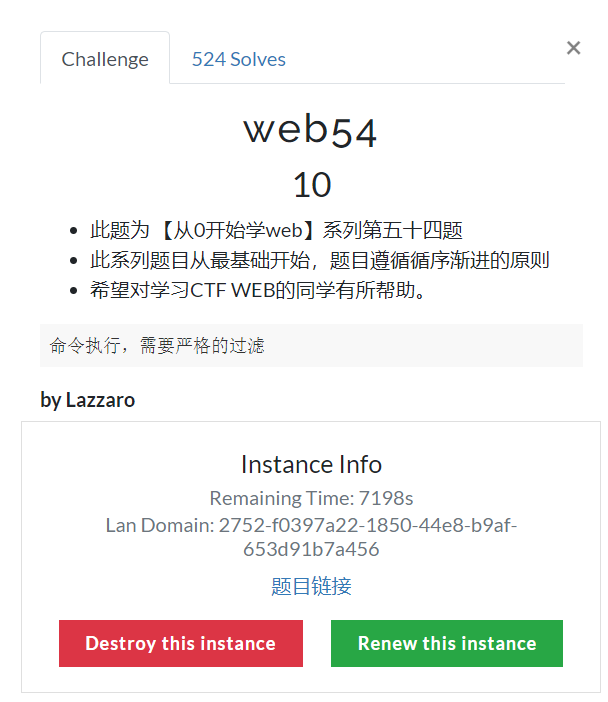 Challenge
524 Solves
×
web54
10
此题为 【从0开始学web】系列第五十四题
此系列题目从最基础开始，题目遵循循序渐进的原则
希望对学习CTF WEB的同学有所帮助。
命令执行，需要严格的过滤
by Lazzaro
Instance Info
Remaining Time: 7198s
Lan Domain: 2752-f0397a22-1850-44e8-b9af-
653d91b7a456
题目链接
Destroy this instance
Renew this instance